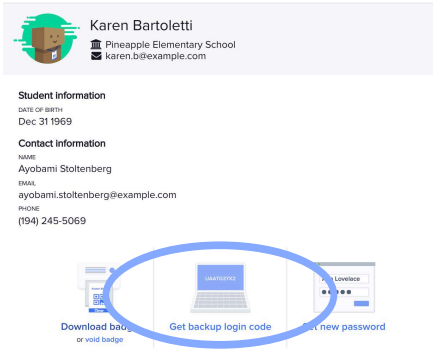 Karen Bartoletti
Pineapple Elementary School
karen.b@example.com
Student information
DATE OF BIRTH
Dec 31 1969
Contact information
NAME
Ayobami Stoltenberg
EMAIL
ayobami.stoltenberg@example.com
PHONE
(194) 245-5069
Lovelace
Download
Get backup login code
new password
or void badge